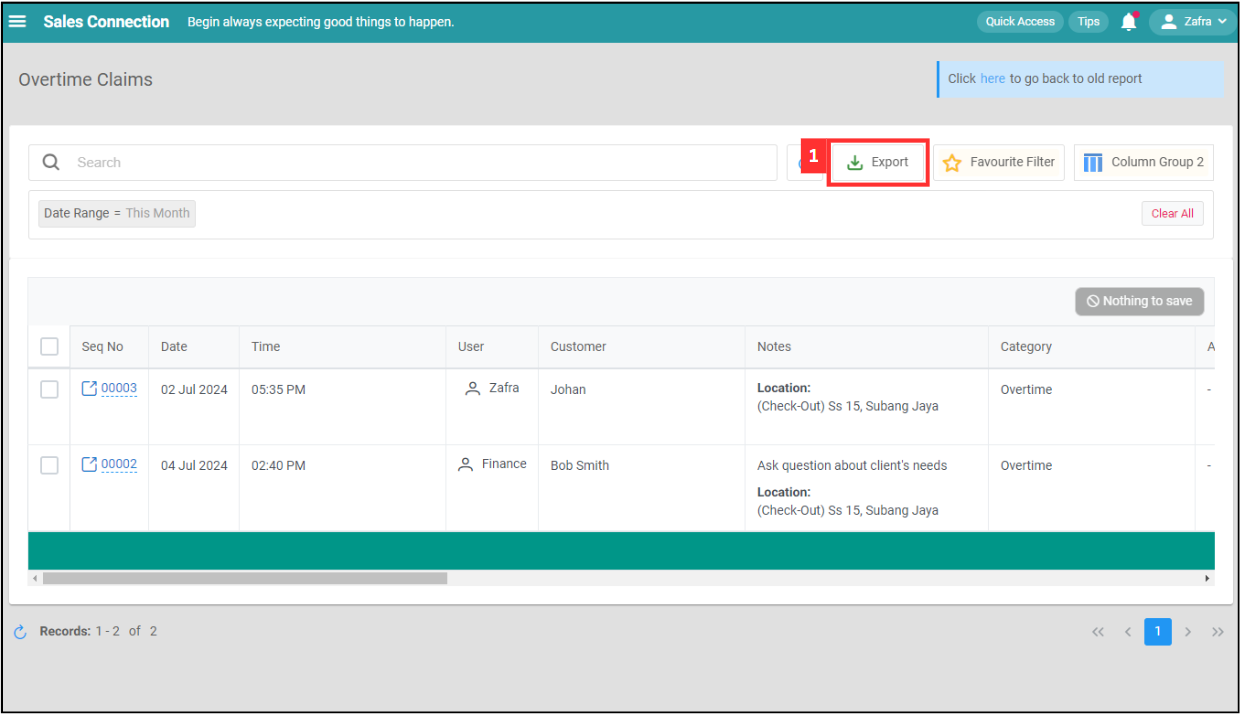 Sales Connection Begin always expecting good things to happen. Quick Access Tips Zafra
Overtime Claims
Click here to go back to old report
Search 1 Export Favourite Filter Column Group 2
Date Range = This Month Clear All
Nothing to save
Seq No Date Time User Customer Notes Category A
00003 02 Jul 2024 05:35 PM Zafra Johan Location: Overtime -
(Check-Out) Ss 15, Subang Jaya
00002 04 Jul 2024 02:40 PM Finance Bob Smith Ask question about client's needs Overtime -
Location:
(Check-Out) Ss 15, Subang Jaya
Records: 1 - 2 of 2 << < 1 > >>